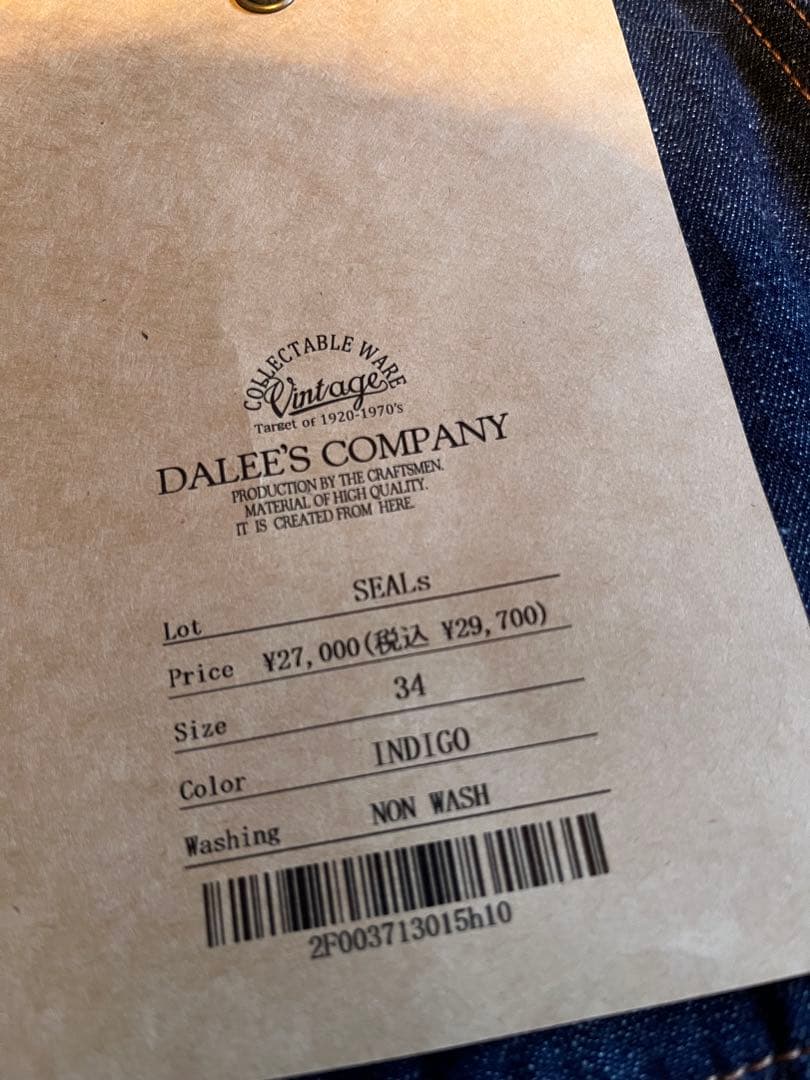 COLLECTABLE WARE
Vintage
Target of 1920-1970's
DALEE'S COMPANY
PRODUCTION BY THE CRAFTSMEN.
MATERIAL OF HIGH QUALITY.
IT IS CREATED FROM HERE.
Lot SEALs
Price ¥27,000(税込 ¥29,700)
Size 34
Color INDIGO
Washing NON WASH
2F003713015h10